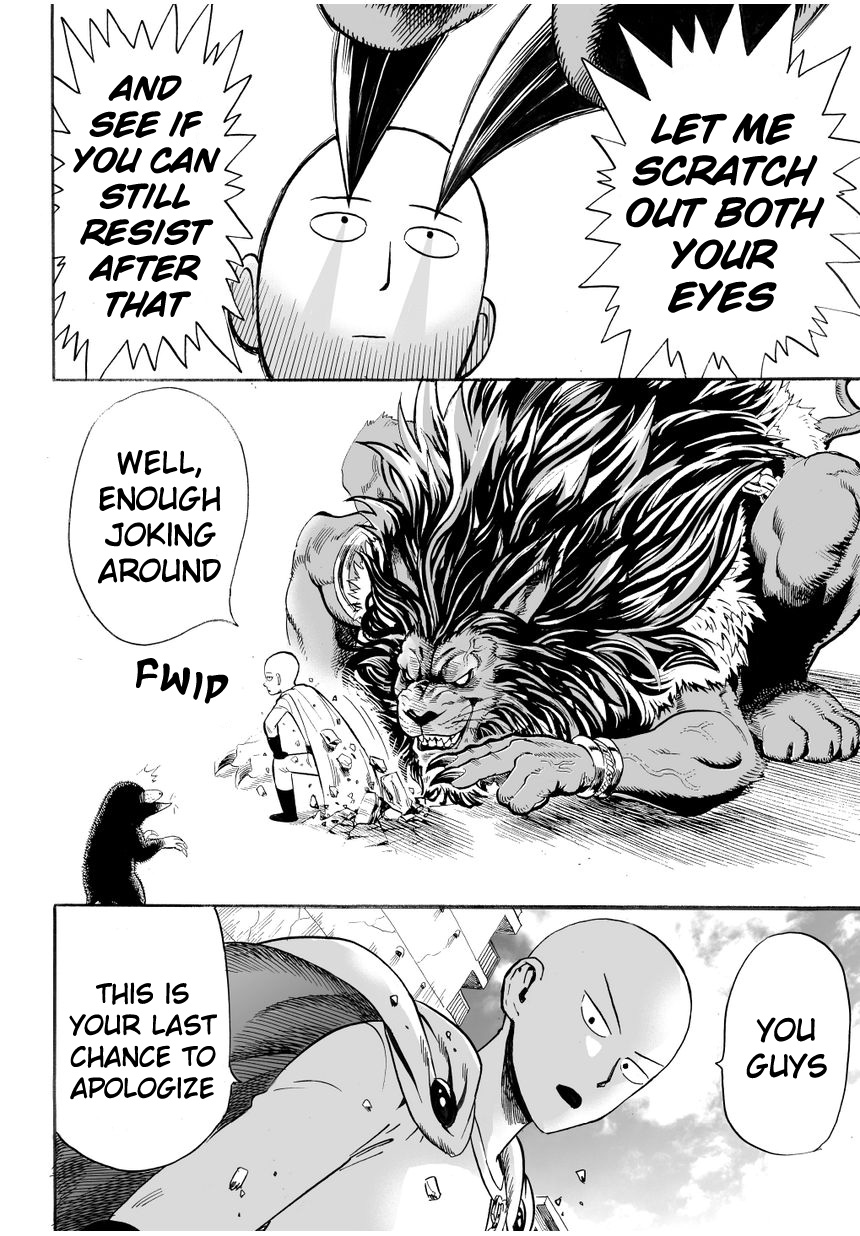 LET ME
SCRATCH
OUT BOTH
YOUR
EYES
AND
SEE IF
YOU CAN
STILL
RESIST
AFTER
THAT
WELL,
ENOUGH
JOKING
AROUND
FWIP
YOU
GUYS
THIS IS
YOUR LAST
CHANCE TO
APOLOGIZE